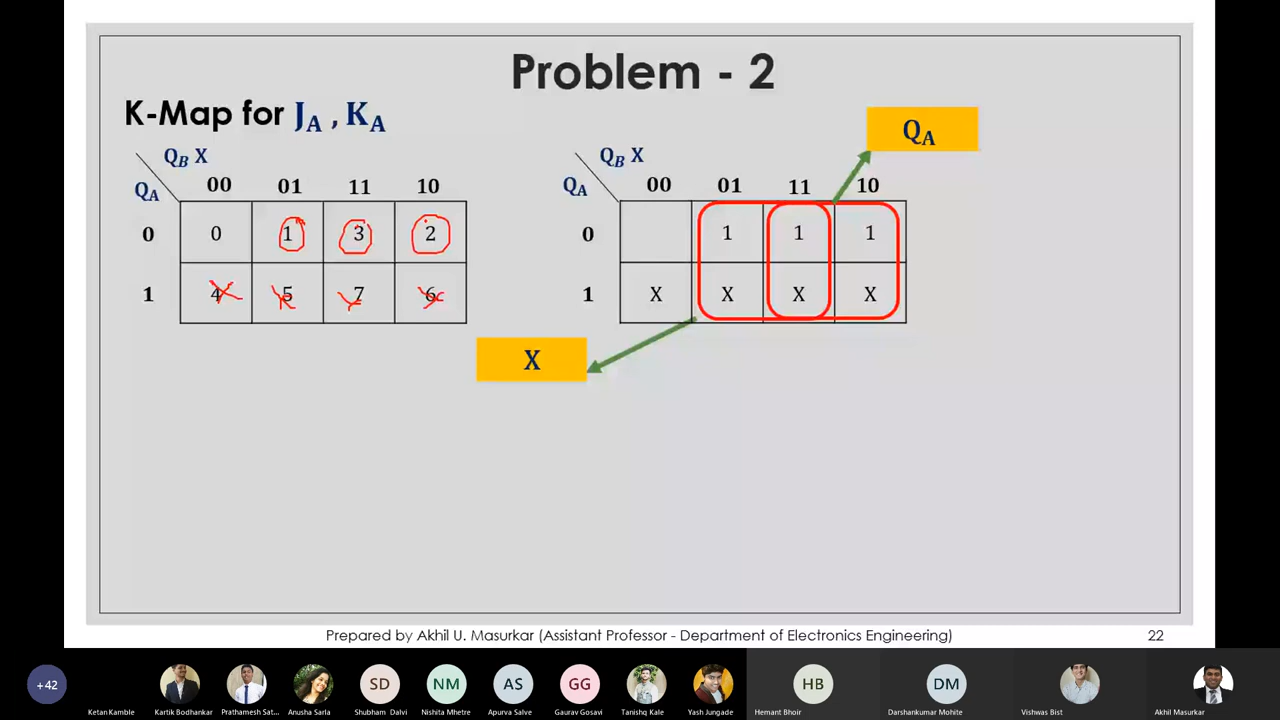 Problem - 2
K-Map for J_A , K_A
Q_A
Q_B X
Q_A
00 01 11 10
0 0 1 3 2
1 4 5 7 6
Q_B X
Q_A
00 01 11 10
0 1 1 1
1 X X X X
X
Prepared by Akhil U. Masurkar (Assistant Professor - Department of Electronics Engineering)
22
+42
SD
NM
AS
GG
HB
DM
Ketan Kamble
Kartik Bodhankar
Prathamesh Sat...
Anusha Sarla
Shubham Dalvi
Nishita Mhetre
Apurva Salve
Gaurav Gosavi
Tanishq Kale
Yash Jungade
Hemant Bhoir
Darshankumar Mohite
Vishwas Bist
Akhil Masurkar